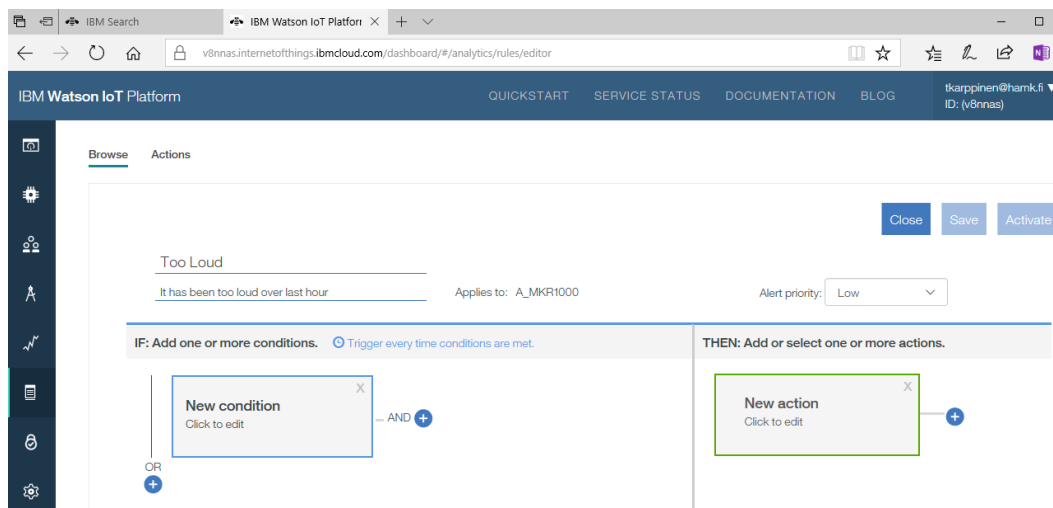 IBM Search
IBM Watson IoT Platforr
v8nnas.internetofthings.ibmcloud.com/dashboard/#/analytics/rules/editor
IBM Watson IoT Platform
QUICKSTART SERVICE STATUS DOCUMENTATION BLOG
tkarppinen@hamk.fi
ID: (v8nnas)
Browse Actions
Close Save Activate
Too Loud
It has been too loud over last hour
Applies to: A_MKR1000
Alert priority: Low
IF: Add one or more conditions. Trigger every time conditions are met.
THEN: Add or select one or more actions.
X
New condition
Click to edit
AND
OR
X
New action
Click to edit